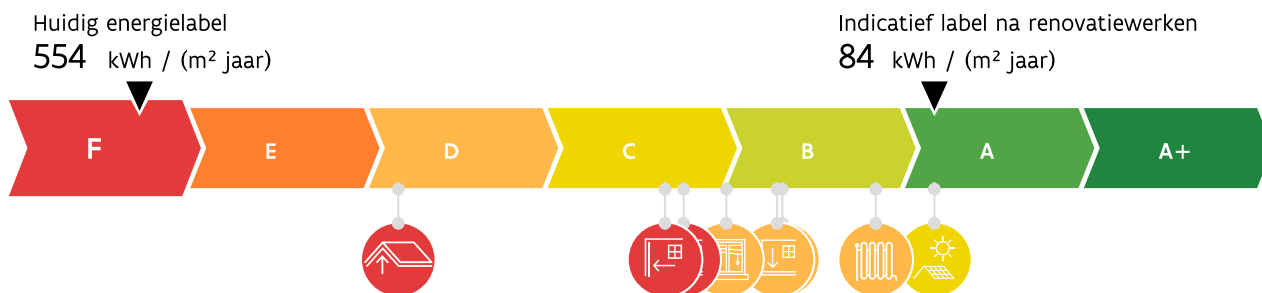 Huidig energielabel
554 kWh / (m² jaar)
Indicatief label na renovatiewerken
84 kWh / (m² jaar)
F E D C B A A+